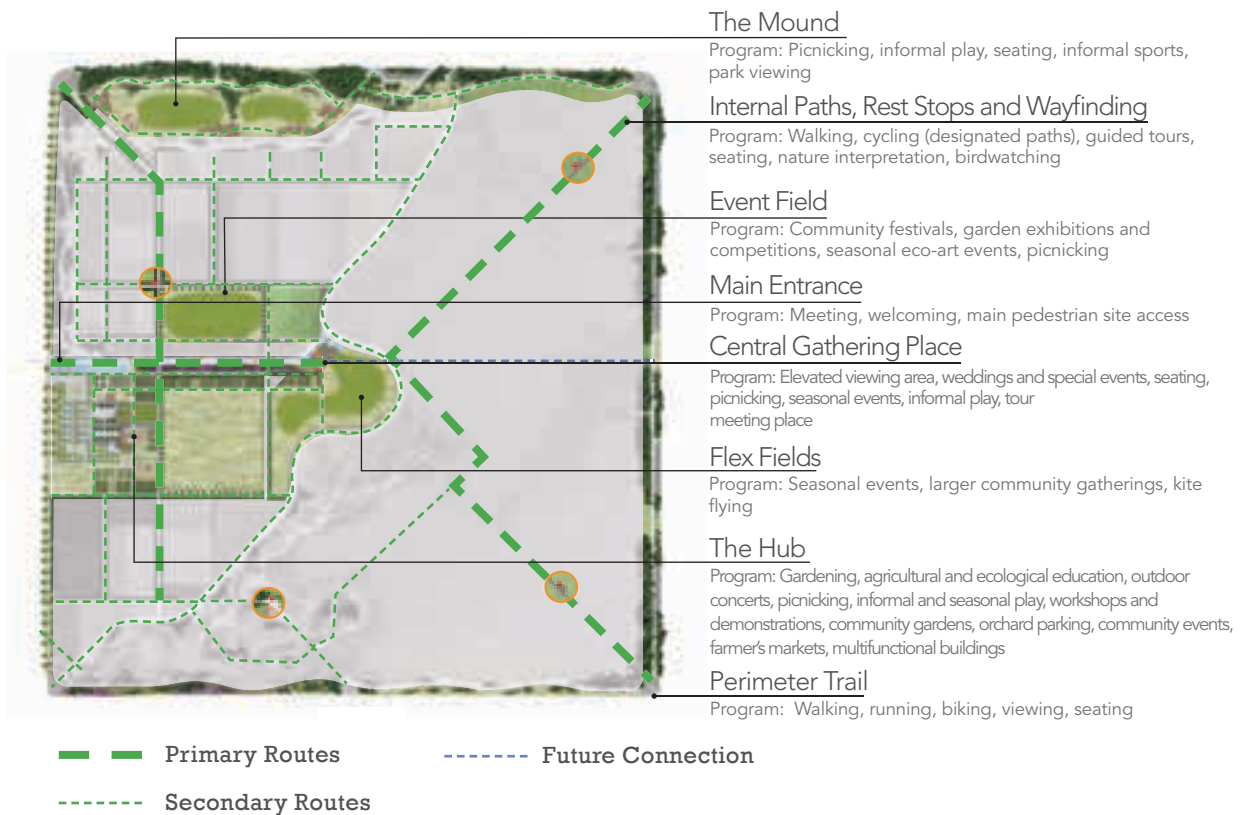 The Mound
Program: Picnicking, informal play, seating, informal sports,
park viewing
Internal Paths, Rest Stops and Wayfinding
Program: Walking, cycling (designated paths), guided tours,
seating, nature interpretation, birdwatching
Event Field
Program: Community festivals, garden exhibitions and
competitions, seasonal eco-art events, picnicking
Main Entrance
Program: Meeting, welcoming, main pedestrian site access
Central Gathering Place
Program: Elevated viewing area, weddings and special events, seating,
picnicking, seasonal events, informal play, tour
meeting place
Flex Fields
Program: Seasonal events, larger community gatherings, kite
flying
The Hub
Program: Gardening, agricultural and ecological education, outdoor
concerts, picnicking, informal and seasonal play, workshops and
demonstrations, community gardens, orchard parking, community events,
farmer's markets, multifunctional buildings
Perimeter Trail
Program: Walking, running, biking, viewing, seating
Primary Routes
Future Connection
Secondary Routes